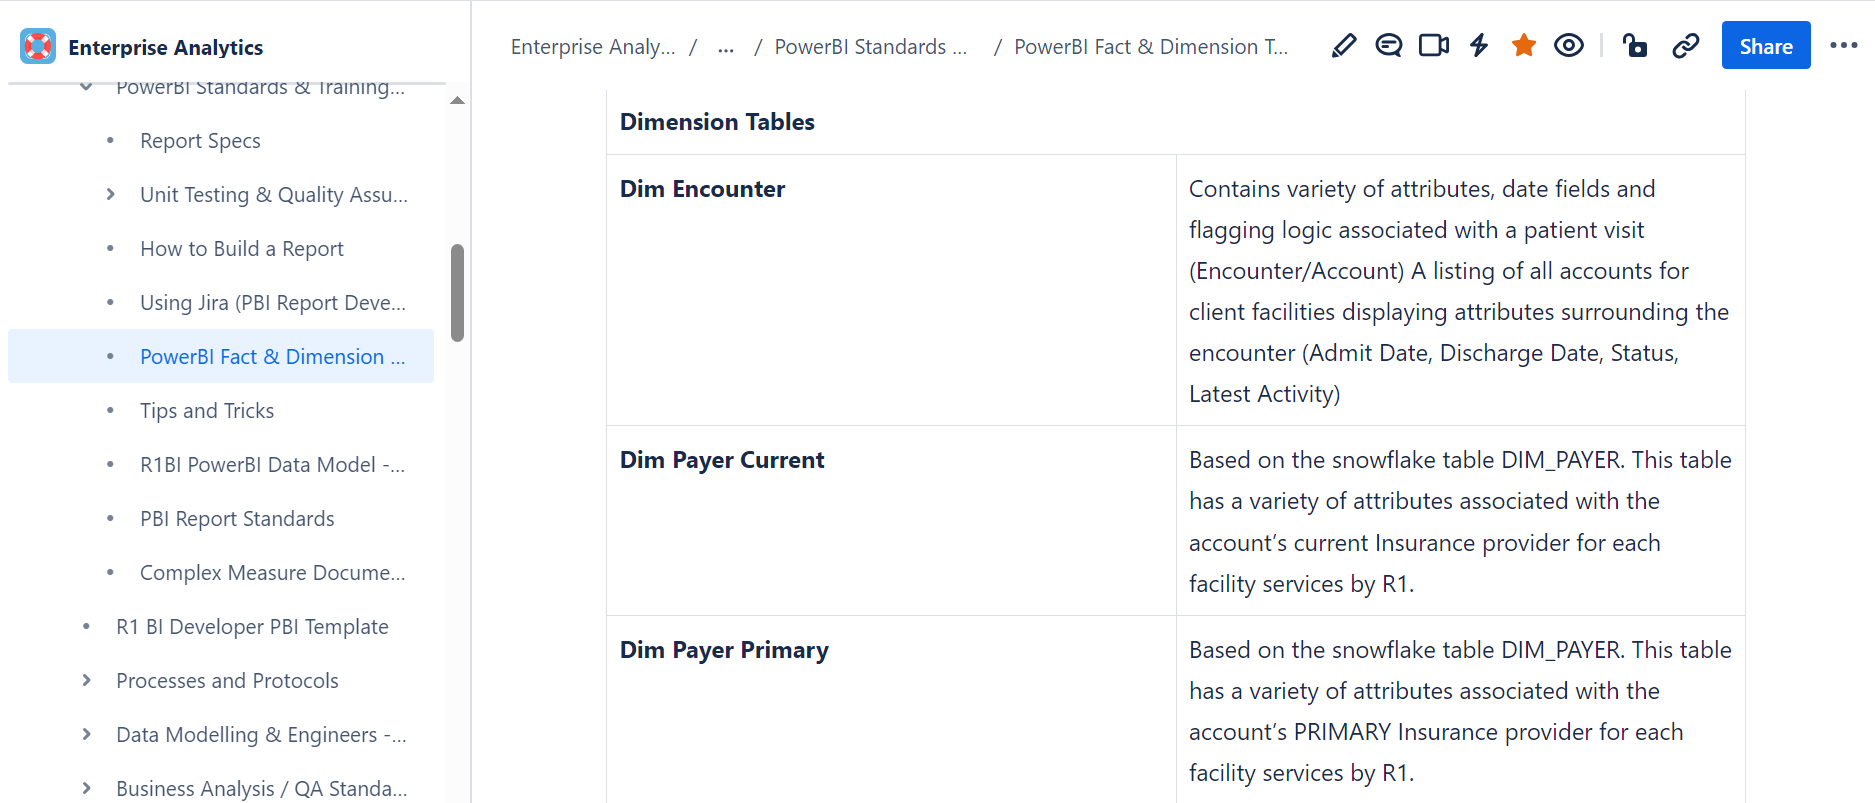 Enterprise Analytics
PowerBI Standards & Training...
Report Specs
Unit Testing & Quality Assu...
How to Build a Report
Using Jira (PBI Report Deve...
PowerBI Fact & Dimension ...
Tips and Tricks
R1BI PowerBI Data Model -...
PBI Report Standards
Complex Measure Docume...
R1 BI Developer PBI Template
Processes and Protocols
Data Modelling & Engineers -...
Business Analysis / QA Standa...
Enterprise Analy... / ... / PowerBI Standards ... / PowerBI Fact & Dimension T...
Share
Dimension Tables
Dim Encounter
Contains variety of attributes, date fields and
flagging logic associated with a patient visit
(Encounter/Account) A listing of all accounts for
client facilities displaying attributes surrounding the
encounter (Admit Date, Discharge Date, Status,
Latest Activity)
Dim Payer Current
Based on the snowflake table DIM_PAYER. This table
has a variety of attributes associated with the
account’s current Insurance provider for each
facility services by R1.
Dim Payer Primary
Based on the snowflake table DIM_PAYER. This table
has a variety of attributes associated with the
account’s PRIMARY Insurance provider for each
facility services by R1.